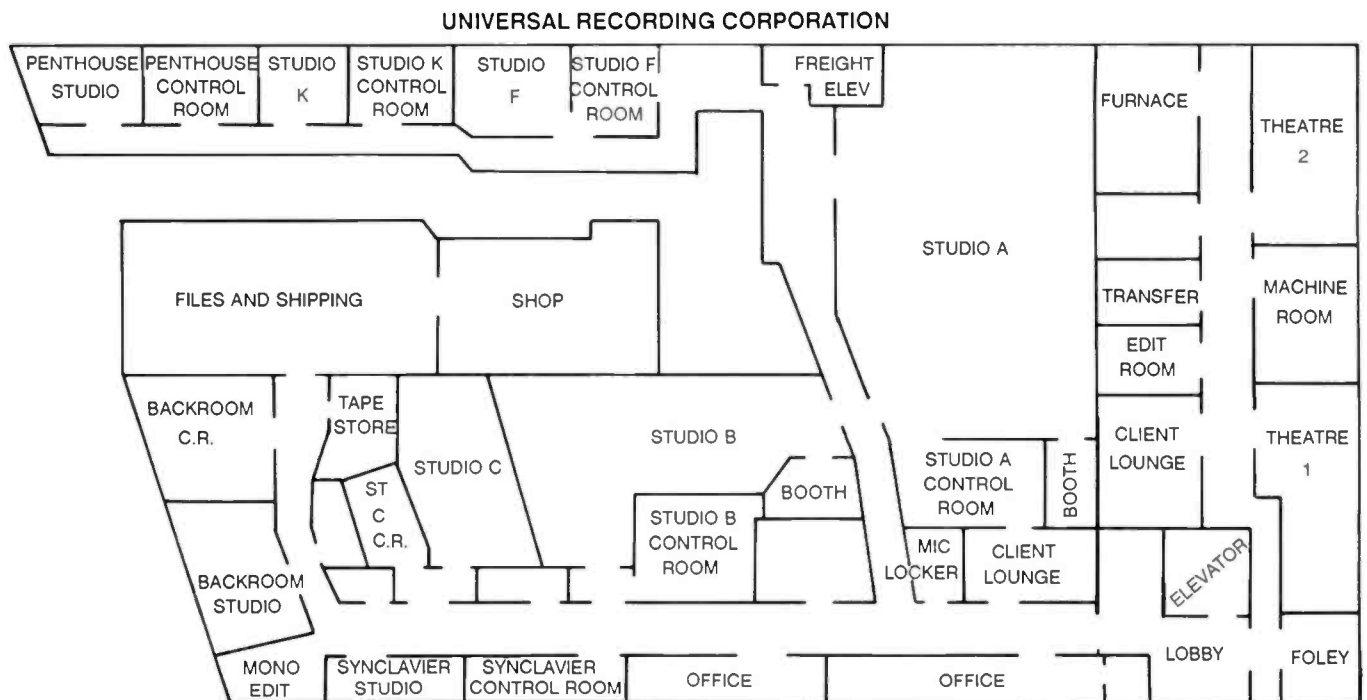 UNIVERSAL RECORDING CORPORATION
PENTHOUSE
STUDIO
PENTHOUSE
CONTROL
ROOM
STUDIO
K
STUDIO K
CONTROL
ROOM
STUDIO
F
STUDIO F
CONTROL
ROOM
FREIGHT
ELEV
FURNACE
THEATRE
2
STUDIO A
FILES AND SHIPPING
SHOP
TRANSFER
MACHINE
ROOM
EDIT
ROOM
BACKROOM
C.R.
TAPE
STORE
STUDIO C
STUDIO B
STUDIO A
CONTROL
ROOM
BOOTH
CLIENT
LOUNGE
THEATRE
1
ST
C
C.R.
STUDIO B
CONTROL
ROOM
BOOTH
MIC
LOCKER
CLIENT
LOUNGE
ELEVATOR
BACKROOM
STUDIO
MONO
EDIT
SYNCLAVIER
STUDIO
SYNCLAVIER
CONTROL ROOM
OFFICE
OFFICE
LOBBY
FOLEY